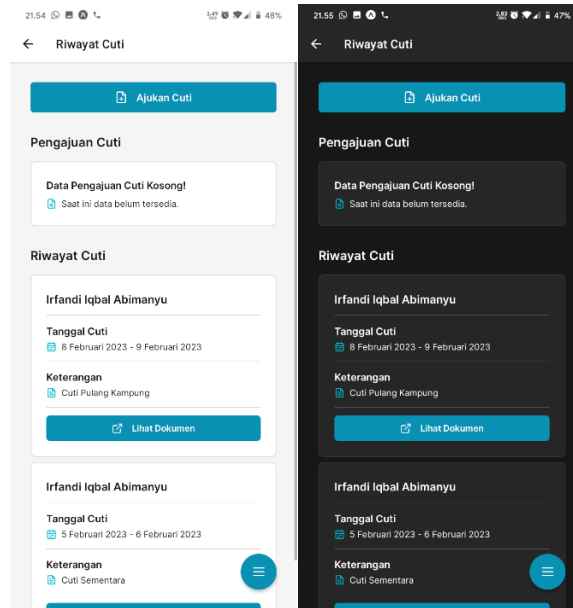 21.54
48%
Riwayat Cuti
Ajukan Cuti
Pengajuan Cuti
Data Pengajuan Cuti Kosong!
Saat ini data belum tersedia.
Riwayat Cuti
Irfandi Iqbal Abimanyu
Tanggal Cuti
8 Februari 2023 - 9 Februari 2023
Keterangan
Cuti Pulang Kampung
Lihat Dokumen
Irfandi Iqbal Abimanyu
Tanggal Cuti
5 Februari 2023 - 6 Februari 2023
Keterangan
Cuti Sementara
21.55
47%
Riwayat Cuti
Ajukan Cuti
Pengajuan Cuti
Data Pengajuan Cuti Kosong!
Saat ini data belum tersedia.
Riwayat Cuti
Irfandi Iqbal Abimanyu
Tanggal Cuti
8 Februari 2023 - 9 Februari 2023
Keterangan
Cuti Pulang Kampung
Lihat Dokumen
Irfandi Iqbal Abimanyu
Tanggal Cuti
5 Februari 2023 - 6 Februari 2023
Keterangan
Cuti Sementara